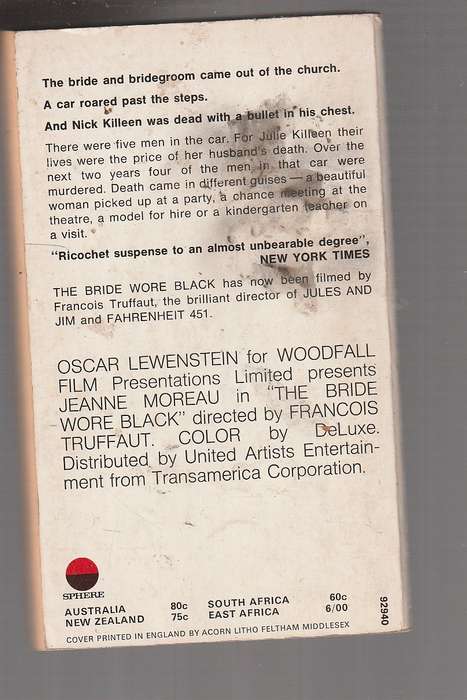 The bride and bridegroom came out of the church.
A car roared past the steps.
And Nick Killeen was dead with a bullet in his chest.
There were five men in the car. For Julie Killeen their
lives were the price of her husband's death. Over the
next two years four of the men in that car were
murdered. Death came in different guises — a beautiful
woman picked up at a party, a chance meeting at the
theatre, a model for hire or a kindergarten teacher on
a visit.
"Ricochet suspense to an almost unbearable degree",
NEW YORK TIMES
THE BRIDE WORE BLACK has now been filmed by
Francois Truffaut, the brilliant director of JULES AND
JIM and FAHRENHEIT 451.
OSCAR LEWENSTEIN for WOODFALL
FILM Presentations Limited presents
JEANNE MOREAU in "THE BRIDE
WORE BLACK" directed by FRANCOIS
TRUFFAUT. COLOR by DeLuxe.
Distributed by United Artists Entertain-
ment from Transamerica Corporation.
SPHERE
AUSTRALIA 80c SOUTH AFRICA 60c
NEW ZEALAND 75c EAST AFRICA 6/00
92940
COVER PRINTED IN ENGLAND BY ACORN LITHO FELTHAM MIDDLESEX